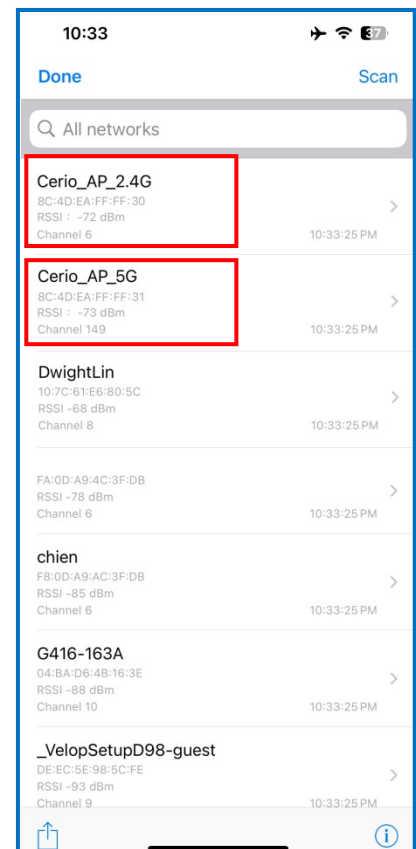 10:33
37
Done Scan
All networks
Cerio_AP_2.4G
8C:4D:EA:FF:FF:30
RSSI : -72 dBm
Channel 6 10:33:25 PM
Cerio_AP_5G
8C:4D:EA:FF:FF:31
RSSI : -73 dBm
Channel 149 10:33:25 PM
DwightLin
10:7C:61:E6:80:5C
RSSI -68 dBm
Channel 8 10:33:25 PM
FA:0D:A9:4C:3F:DB
RSSI -78 dBm
Channel 6 10:33:25 PM
chien
F8:0D:A9:AC:3F:DB
RSSI -85 dBm
Channel 6 10:33:25 PM
G416-163A
04:BA:D6:4B:16:3E
RSSI -88 dBm
Channel 10 10:33:25 PM
_VelopSetupD98-guest
DE:EC:5E:98:5C:FE
RSSI -93 dBm
Channel 9 10:33:25 PM